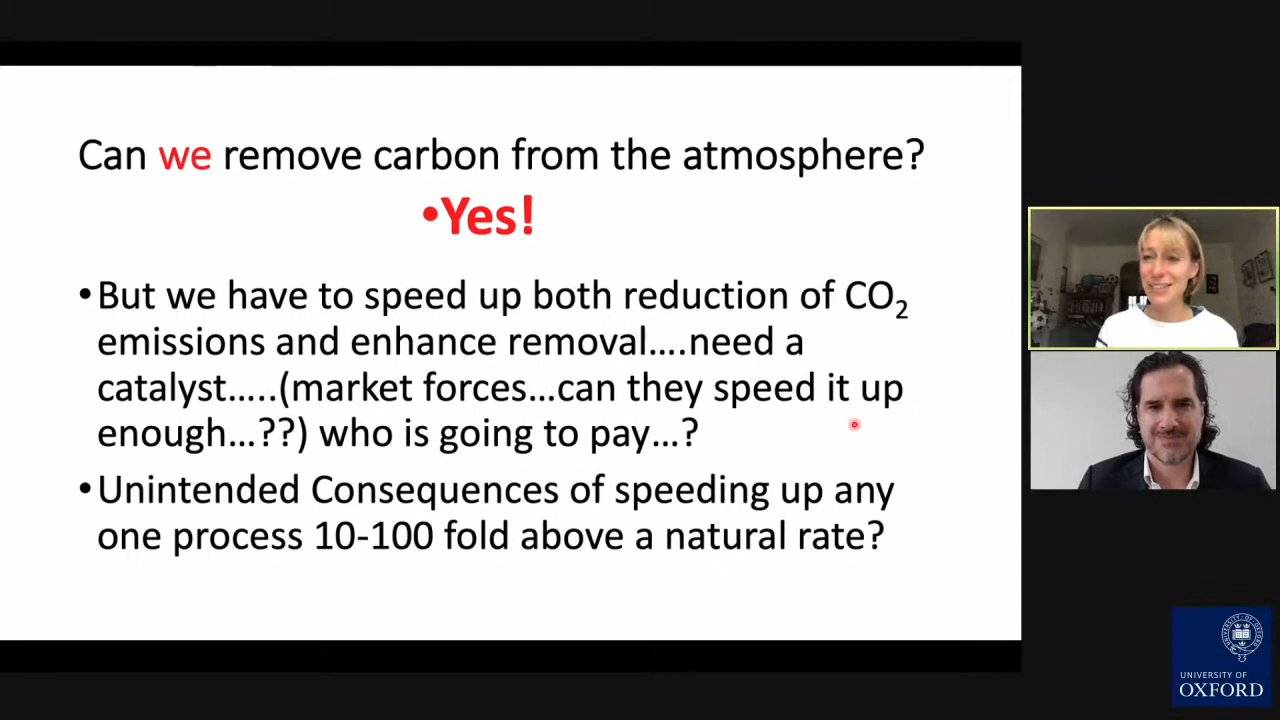 Can we remove carbon from the atmosphere?
•Yes!
•But we have to speed up both reduction of CO₂
emissions and enhance removal….need a
catalyst…..(market forces…can they speed it up
enough…??) who is going to pay…?
•Unintended Consequences of speeding up any
one process 10-100 fold above a natural rate?
UNIVERSITY OF
OXFORD